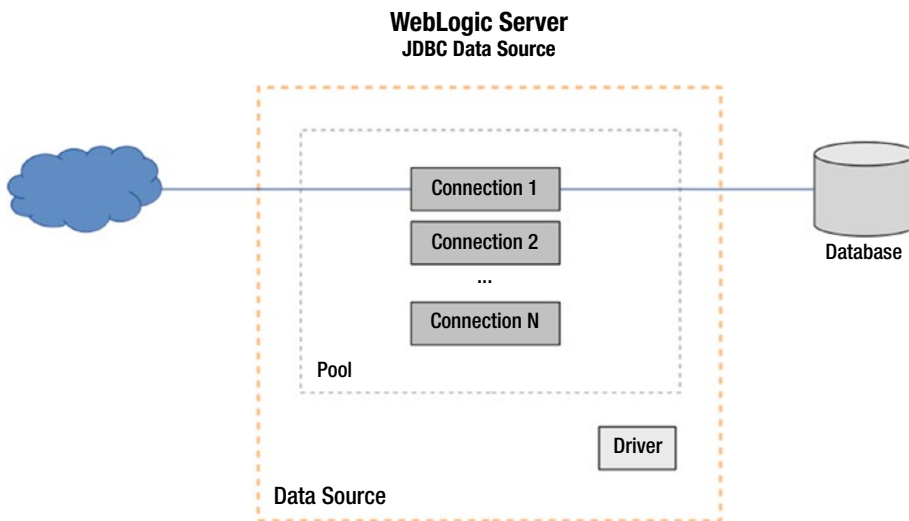 WebLogic Server
JDBC Data Source
Connection 1
Connection 2
...
Connection N
Pool
Driver
Data Source
Database